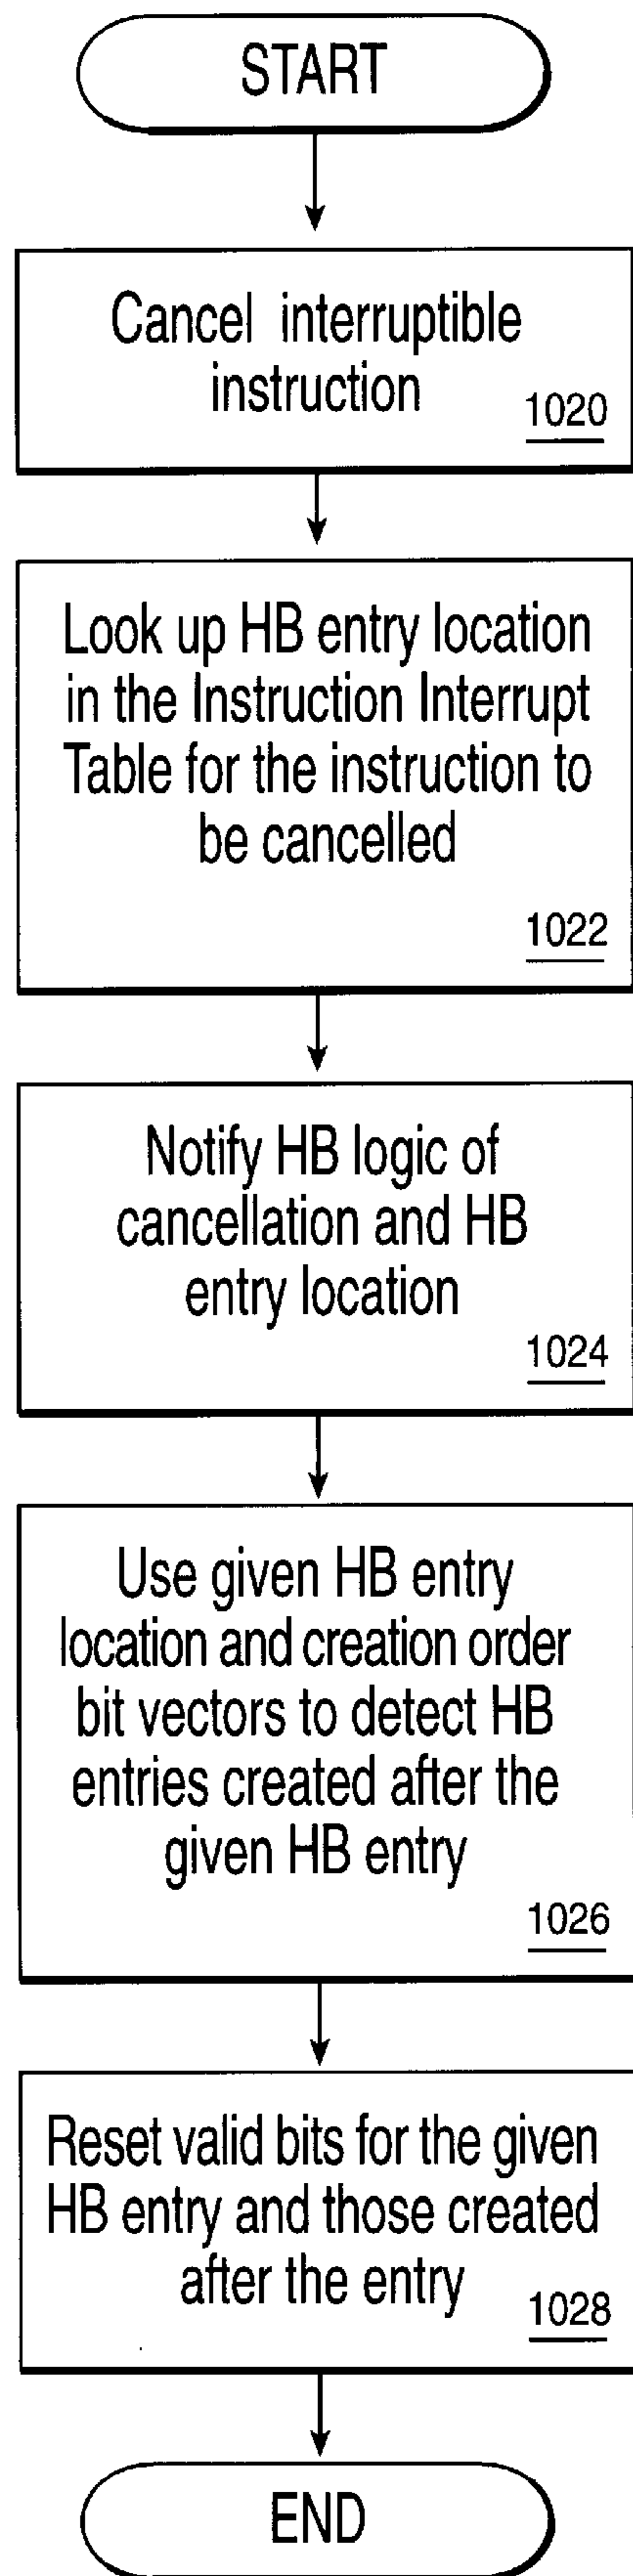 START
Cancel interruptible
instruction
1020
Look up HB entry location
in the Instruction Interrupt
Table for the instruction to
be cancelled
1022
Notify HB logic of
cancellation and HB
entry location
1024
Use given HB entry
location and creation order
bit vectors to detect HB
entries created after the
given HB entry
1026
Reset valid bits for the given
HB entry and those created
after the entry
1028
END